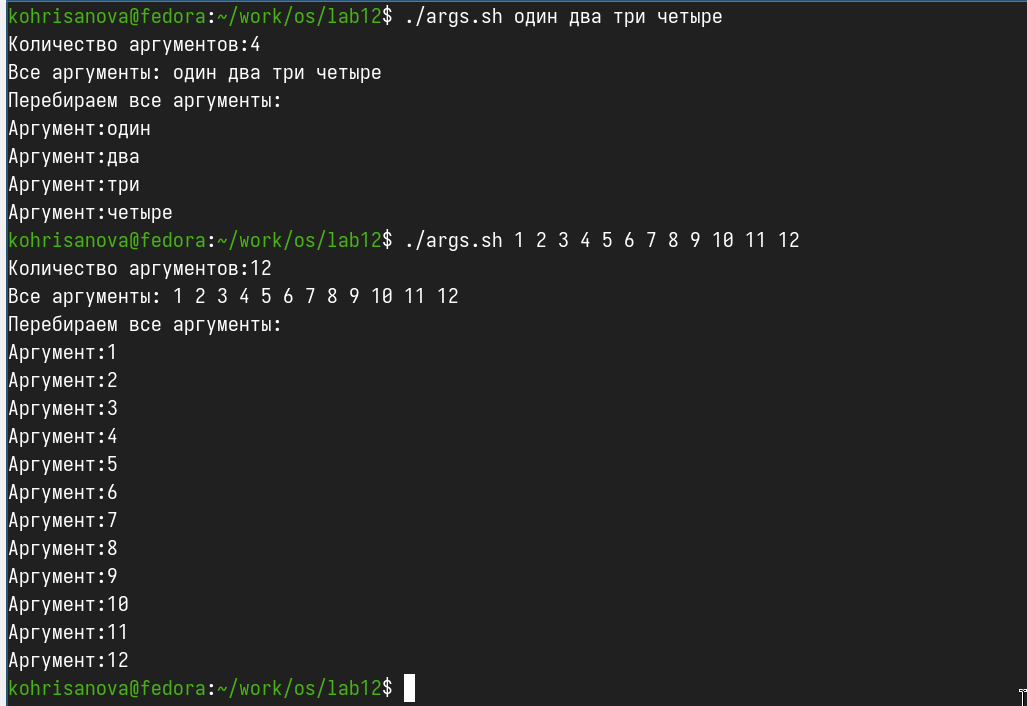 kohrisanova@fedora:~/work/os/lab12$ ./args.sh один два три четыре
Количество аргументов:4
Все аргументы: один два три четыре
Перебираем все аргументы:
Аргумент:один
Аргумент:два
Аргумент:три
Аргумент:четыре
kohrisanova@fedora:~/work/os/lab12$ ./args.sh 1 2 3 4 5 6 7 8 9 10 11 12
Количество аргументов:12
Все аргументы: 1 2 3 4 5 6 7 8 9 10 11 12
Перебираем все аргументы:
Аргумент:1
Аргумент:2
Аргумент:3
Аргумент:4
Аргумент:5
Аргумент:6
Аргумент:7
Аргумент:8
Аргумент:9
Аргумент:10
Аргумент:11
Аргумент:12
kohrisanova@fedora:~/work/os/lab12$